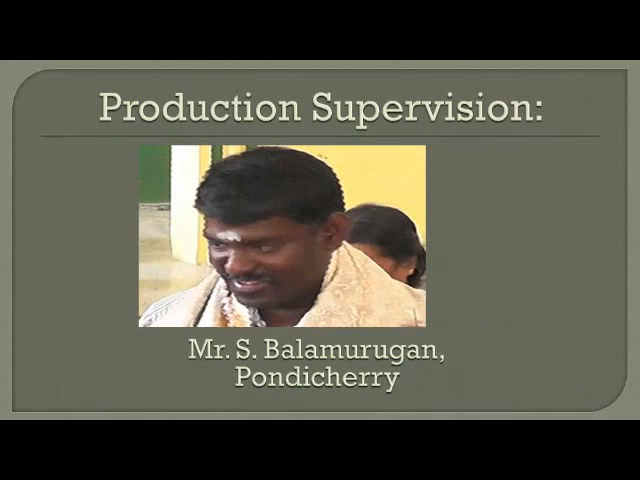 Production Supervision:
Mr. S. Balamurugan,
Pondicherry